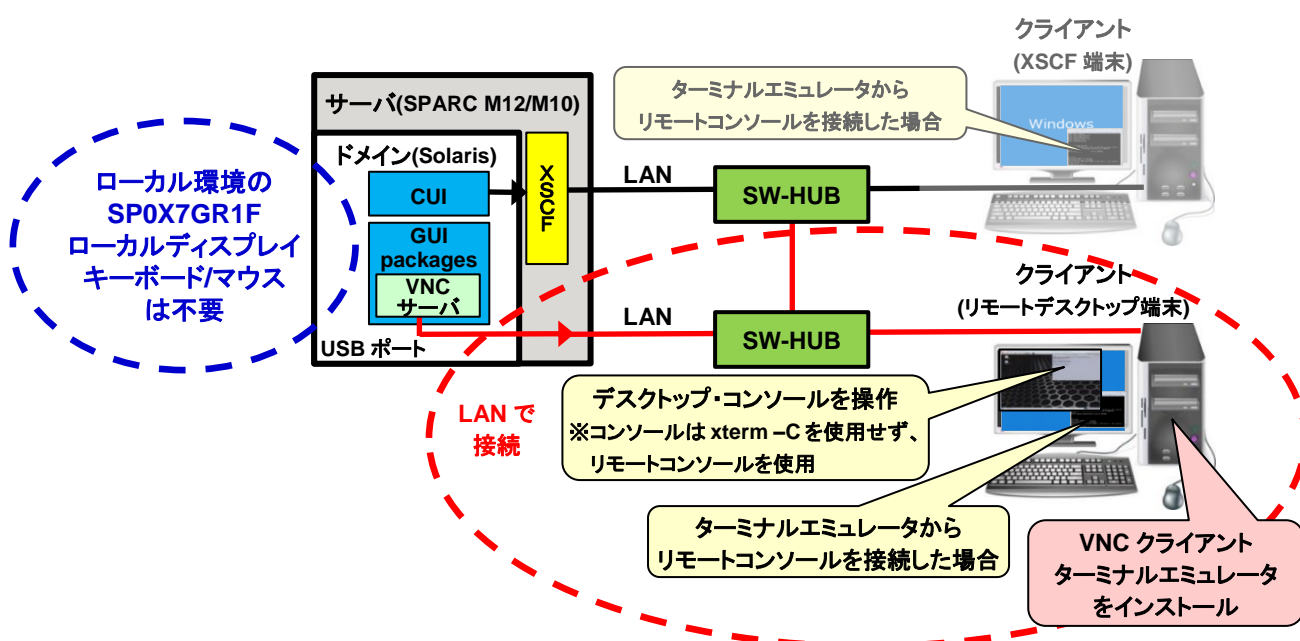 クライアント
(XSCF 端末)
サーバ(SPARC M12/M10)
ターミナルエミュレータから
リモートコンソールを接続した場合
Windows
ドメイン(Solaris)
XSCF
ローカル環境の
SP0X7GR1F
ローカルディスプレイ
キーボード/マウス
は不要
CUI
LAN
SW-HUB
GUI
packages
VNC
サーバ
クライアント
(リモートデスクトップ端末)
LAN
SW-HUB
USB ポート
LAN で
接続
デスクトップ・コンソールを操作
※コンソールは xterm –C を使用せず、
リモートコンソールを使用
ターミナルエミュレータから
リモートコンソールを接続した場合
VNC クライアント
ターミナルエミュレータ
をインストール